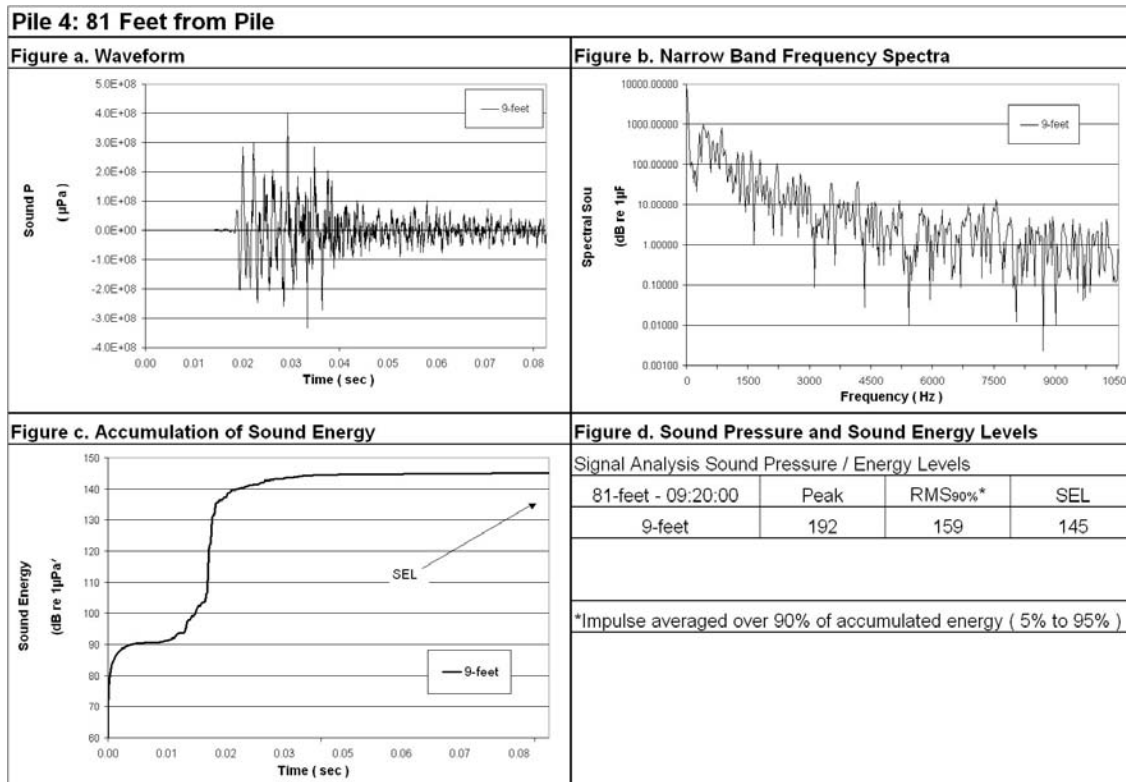 Pile 4: 81 Feet from Pile
Figure a. Waveform
5.0E+08
4.0E+08
3.0E+08
2.0E+08
1.0E+08
0.0E+00
-1.0E+08
-2.0E+08
-3.0E+08
-4.0E+08
Sound P
(µPa )
9-feet
0.00 0.01 0.02 0.03 0.04 0.05 0.06 0.07 0.08
Time ( sec )
Figure b. Narrow Band Frequency Spectra
10000.00000
1000.00000
100.00000
10.00000
1.00000
0.10000
0.01000
0.00100
Spectral Sou
(dB re 1µF
9-feet
0 1500 3000 4500 6000 7500 9000 1050
Frequency ( Hz )
Figure c. Accumulation of Sound Energy
150
140
130
120
110
100
90
80
70
60
Sound Energy
(dB re 1µPa
SEL
9-feet
0.00 0.01 0.02 0.03 0.05 0.06 0.07 0.08
Time ( sec )
Figure d. Sound Pressure and Sound Energy Levels
Signal Analysis Sound Pressure / Energy Levels
81-feet - 09:20:00 Peak RMS90%* SEL
9-feet 192 159 145
*Impulse averaged over 90% of accumulated energy ( 5% to 95% )